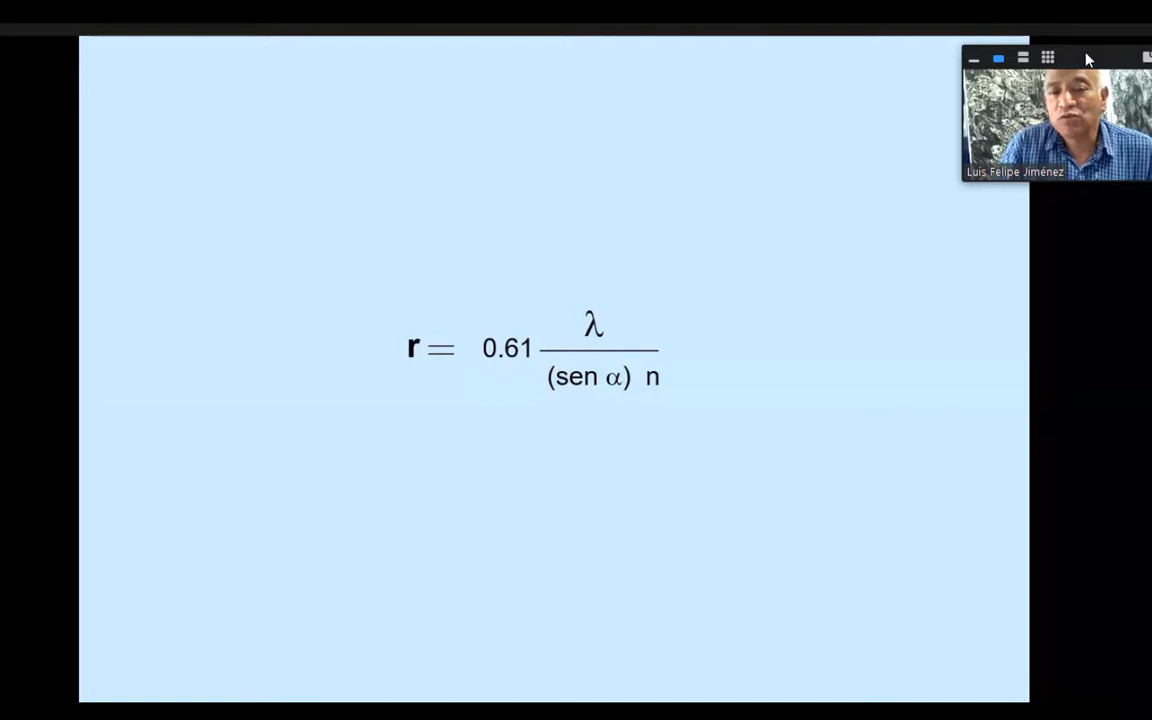 Luis Felipe Jiménez
r = 0.61 λ
(sen α) n